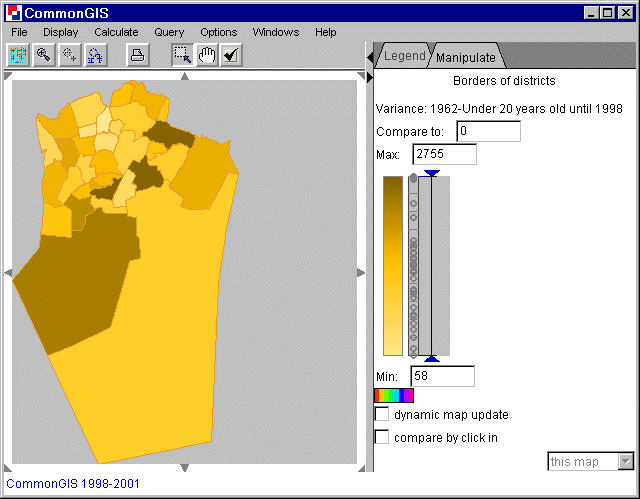 CommonGIS
File Display Calculate Query Options Windows Help
Legend Manipulate
Borders of districts
Variance: 1962-Under 20 years old until 1998
Compare to: 0
Max: 2755
Min: 58
dynamic map update
compare by click in
this map
CommonGIS 1998-2001